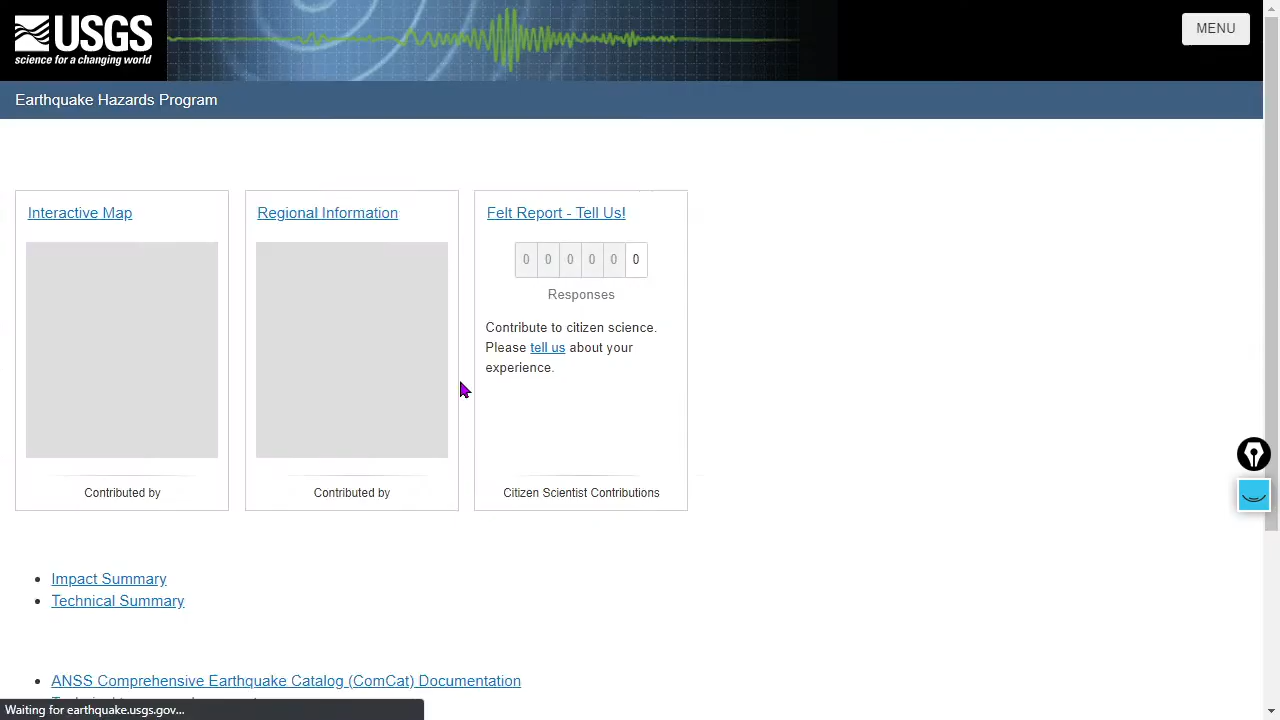 USGS
science for a changing world
MENU
Earthquake Hazards Program
Interactive Map
Regional Information
Felt Report - Tell Us!
0 0 0 0 0 0
Responses
Contribute to citizen science.
Please tell us about your
experience.
Contributed by
Contributed by
Citizen Scientist Contributions
Impact Summary
Technical Summary
ANSS Comprehensive Earthquake Catalog (ComCat) Documentation
Waiting for earthquake.usgs.gov...